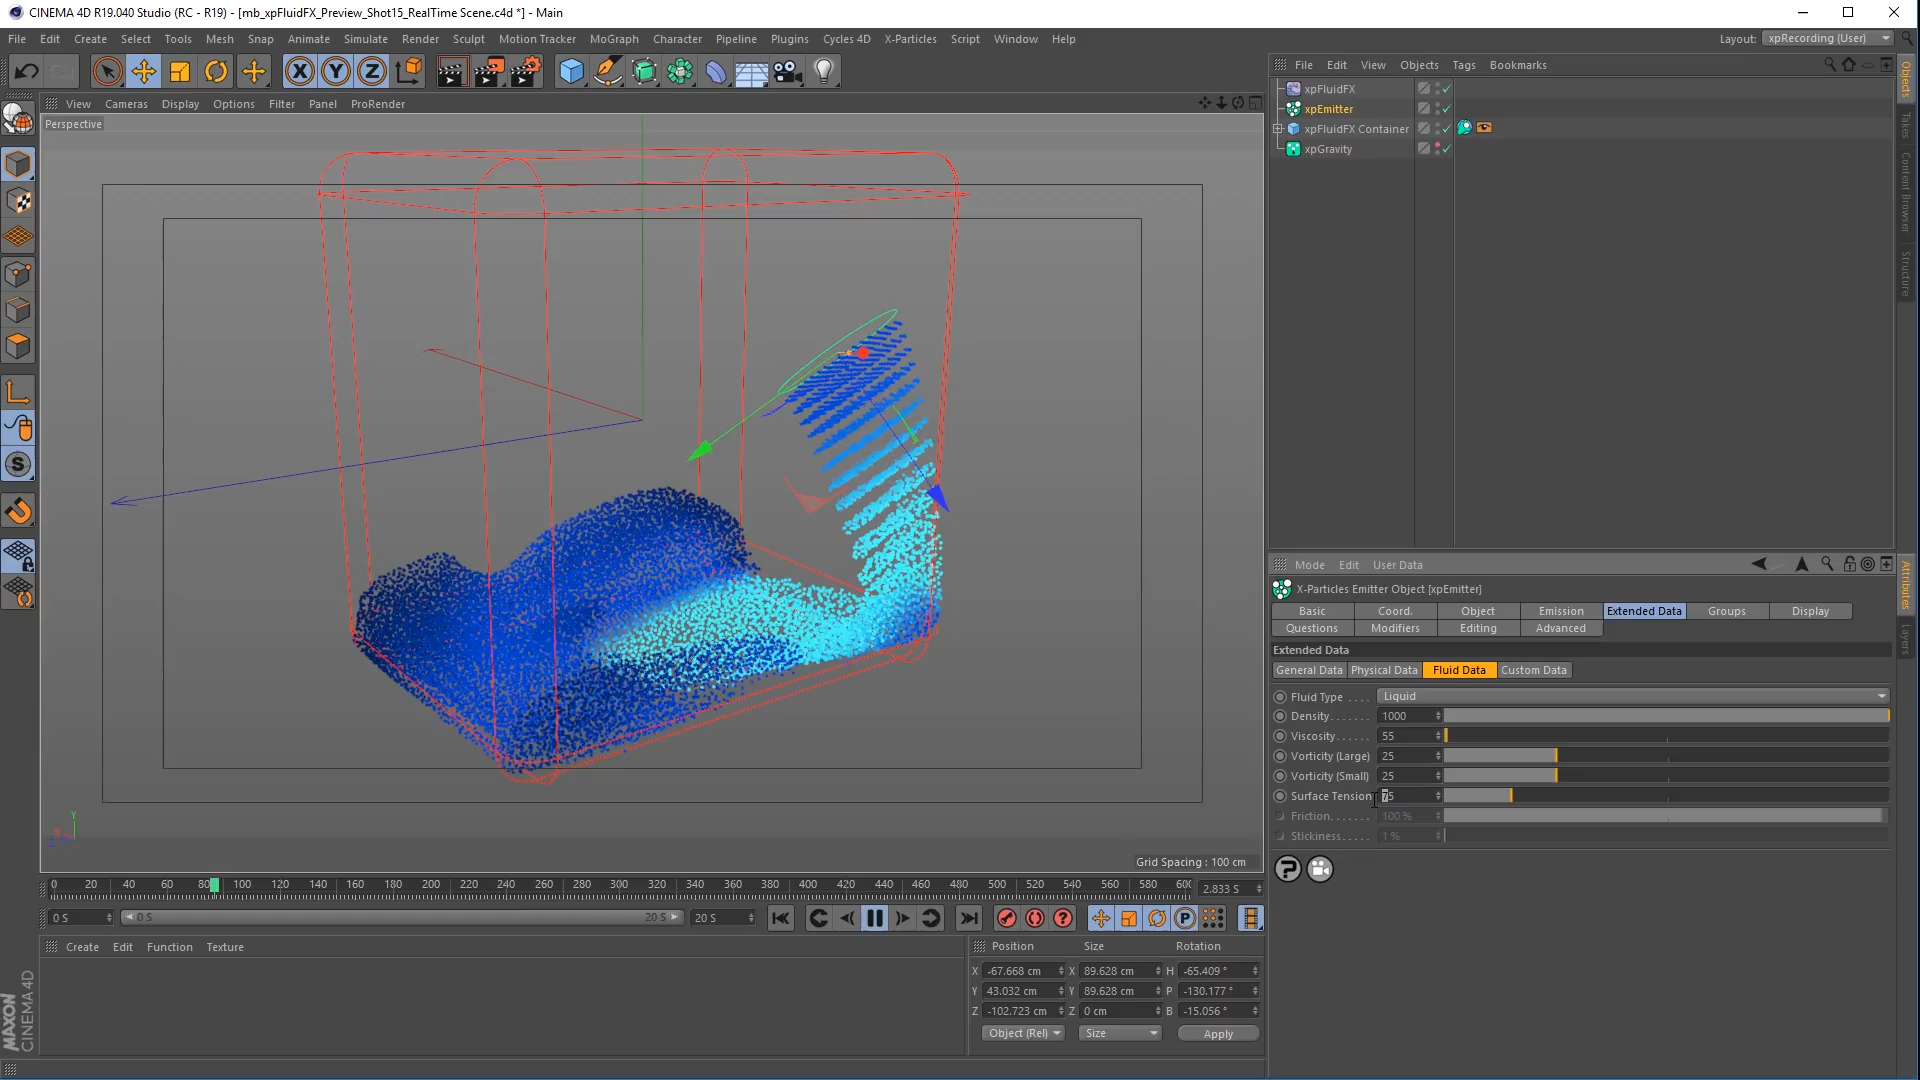 CINEMA 4D R19.040 Studio (RC - R19) - [mb_xpFluidFX_Preview_Shot15_RealTime Scene.c4d *] - Main
File Edit Create Select Tools Mesh Snap Animate Simulate Render Sculpt Motion Tracker MoGraph Character Pipeline Plugins Cycles 4D X-Particles Script Window Help
Layout: xpRecording (User)
View Cameras Display Options Filter Panel ProRender
Perspective
Grid Spacing : 100 cm
File Edit View Objects Tags Bookmarks
xpFluidFX
xpEmitter
xpFluidFX Container
xpGravity
Objects
Takes
Content Browser
Structure
Mode Edit User Data
X-Particles Emitter Object [xpEmitter]
Basic Coord. Object Emission Extended Data Groups Display
Questions Modifiers Editing Advanced
Extended Data
General Data Physical Data Fluid Data Custom Data
Fluid Type . . . . Liquid
Density. . . . . . . 1000
Viscosity. . . . . . 55
Vorticity (Large) 25
Vorticity (Small) 25
Surface Tension 75
Friction. . . . . . . 100 %
Stickiness. . . . . 1 %
Attributes
Layers
0 20 40 60 80 100 120 140 160 180 200 220 240 260 280 300 320 340 360 380 400 420 440 460 480 500 520 540 560 580 600
2.833 S
0 S 0 S 20 S 20 S
Create Edit Function Texture
Position Size Rotation
X -67.668 cm X 89.628 cm H -65.409 °
Y 43.032 cm Y 89.628 cm P -130.177 °
Z -102.723 cm Z 0 cm B -15.056 °
Object (Rel) Size Apply
MAXON
CINEMA 4D